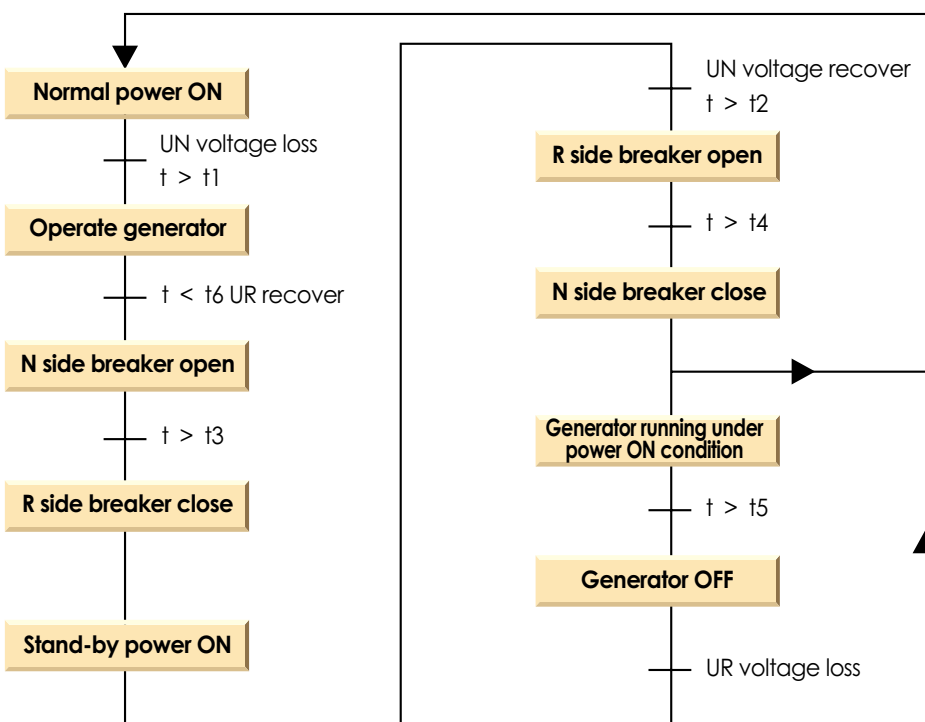 Normal power ON
UN voltage loss
t > t1
Operate generator
t < t6 UR recover
N side breaker open
t > t3
R side breaker close
Stand-by power ON
UN voltage recover
t > t2
R side breaker open
t > t4
N side breaker close
Generator running under
power ON condition
t > t5
Generator OFF
UR voltage loss